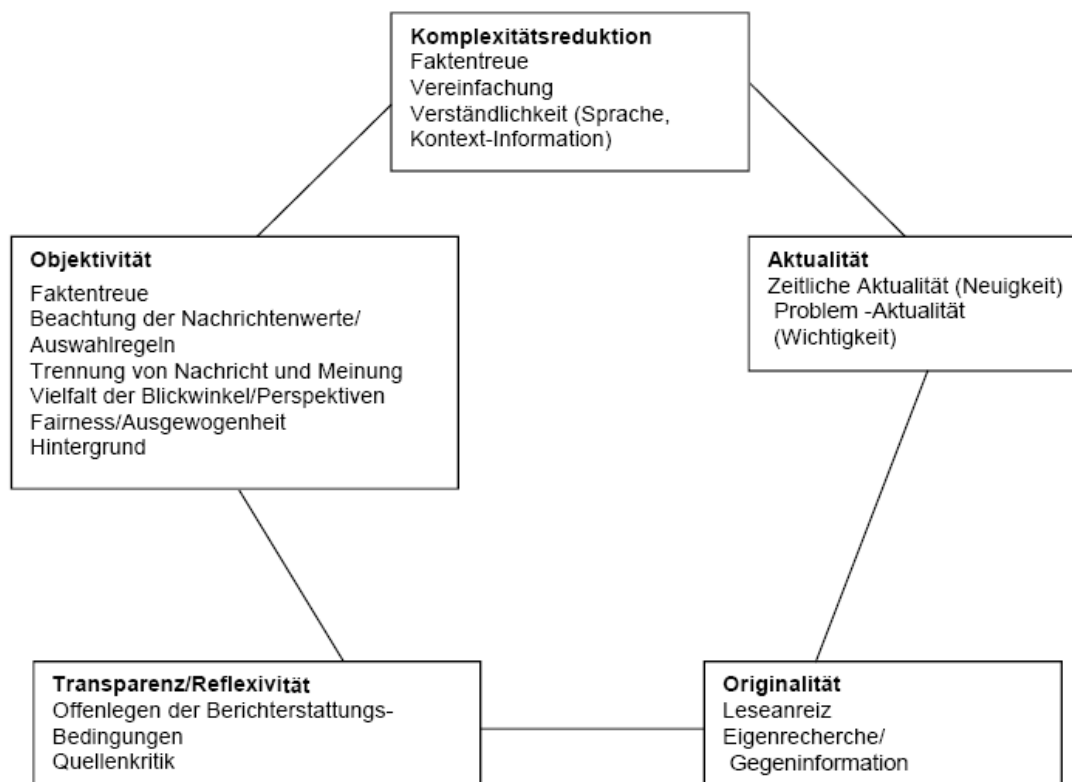 Komplexitätsreduktion
Faktentreue
Vereinfachung
Verständlichkeit (Sprache,
Kontext-Information)
Objektivität
Faktentreue
Beachtung der Nachrichtenwerte/
Auswahlregeln
Trennung von Nachricht und Meinung
Vielfalt der Blickwinkel/Perspektiven
Fairness/Ausgewogenheit
Hintergrund
Aktualität
Zeitliche Aktualität (Neuigkeit)
Problem -Aktualität
(Wichtigkeit)
Transparenz/Reflexivität
Offenlegen der Berichterstattungs-
Bedingungen
Quellenkritik
Originalität
Leseanreiz
Eigenrecherche/
Gegeninformation